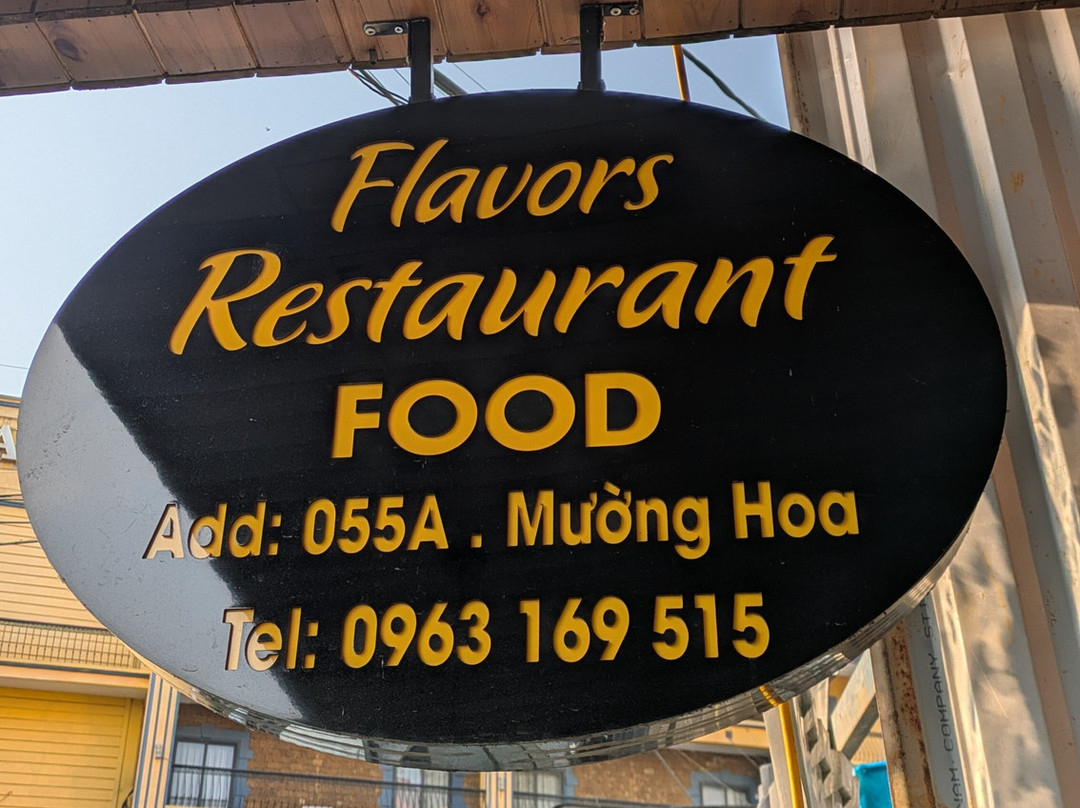 Flavors
Restaurant
FOOD
Add: 055A . Mường Hoa
Tel: 0963 169 515